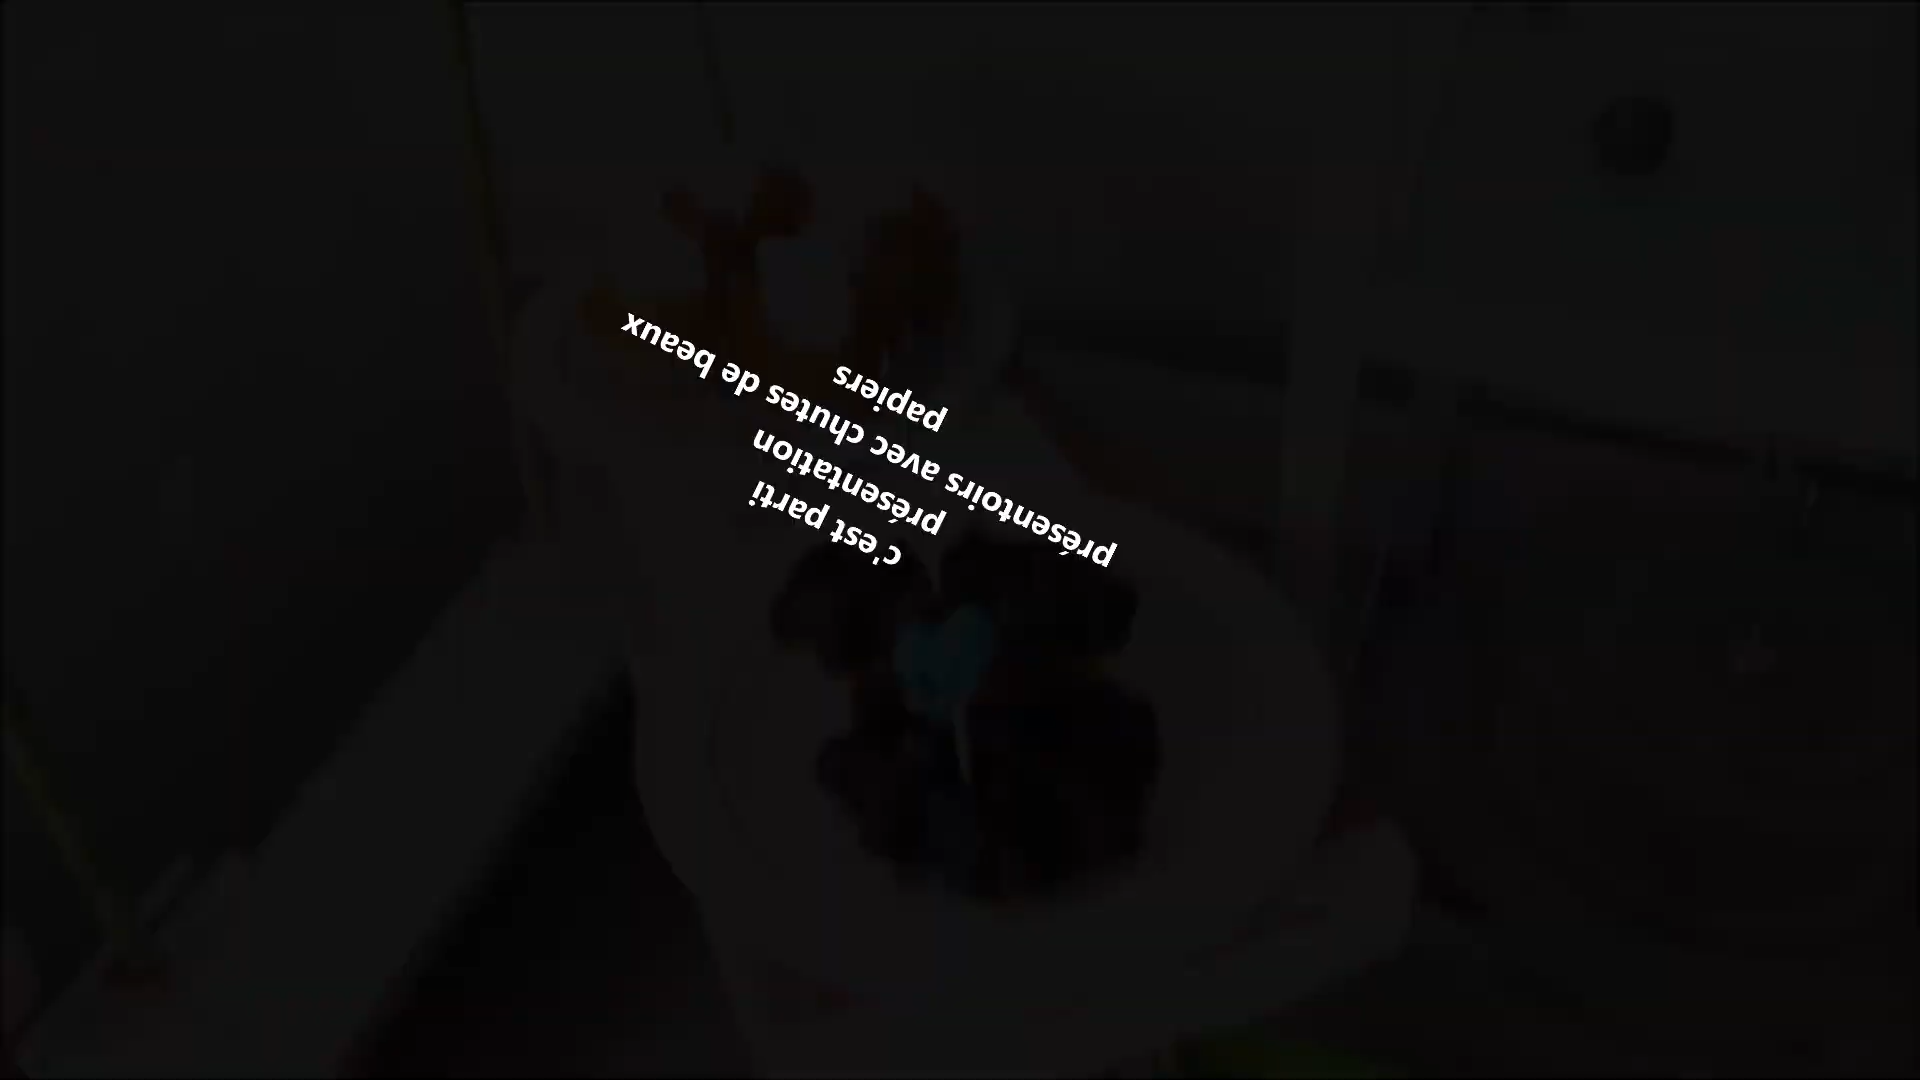 c'est parti
présentation
présentoirs avec chutes de beaux
papiers